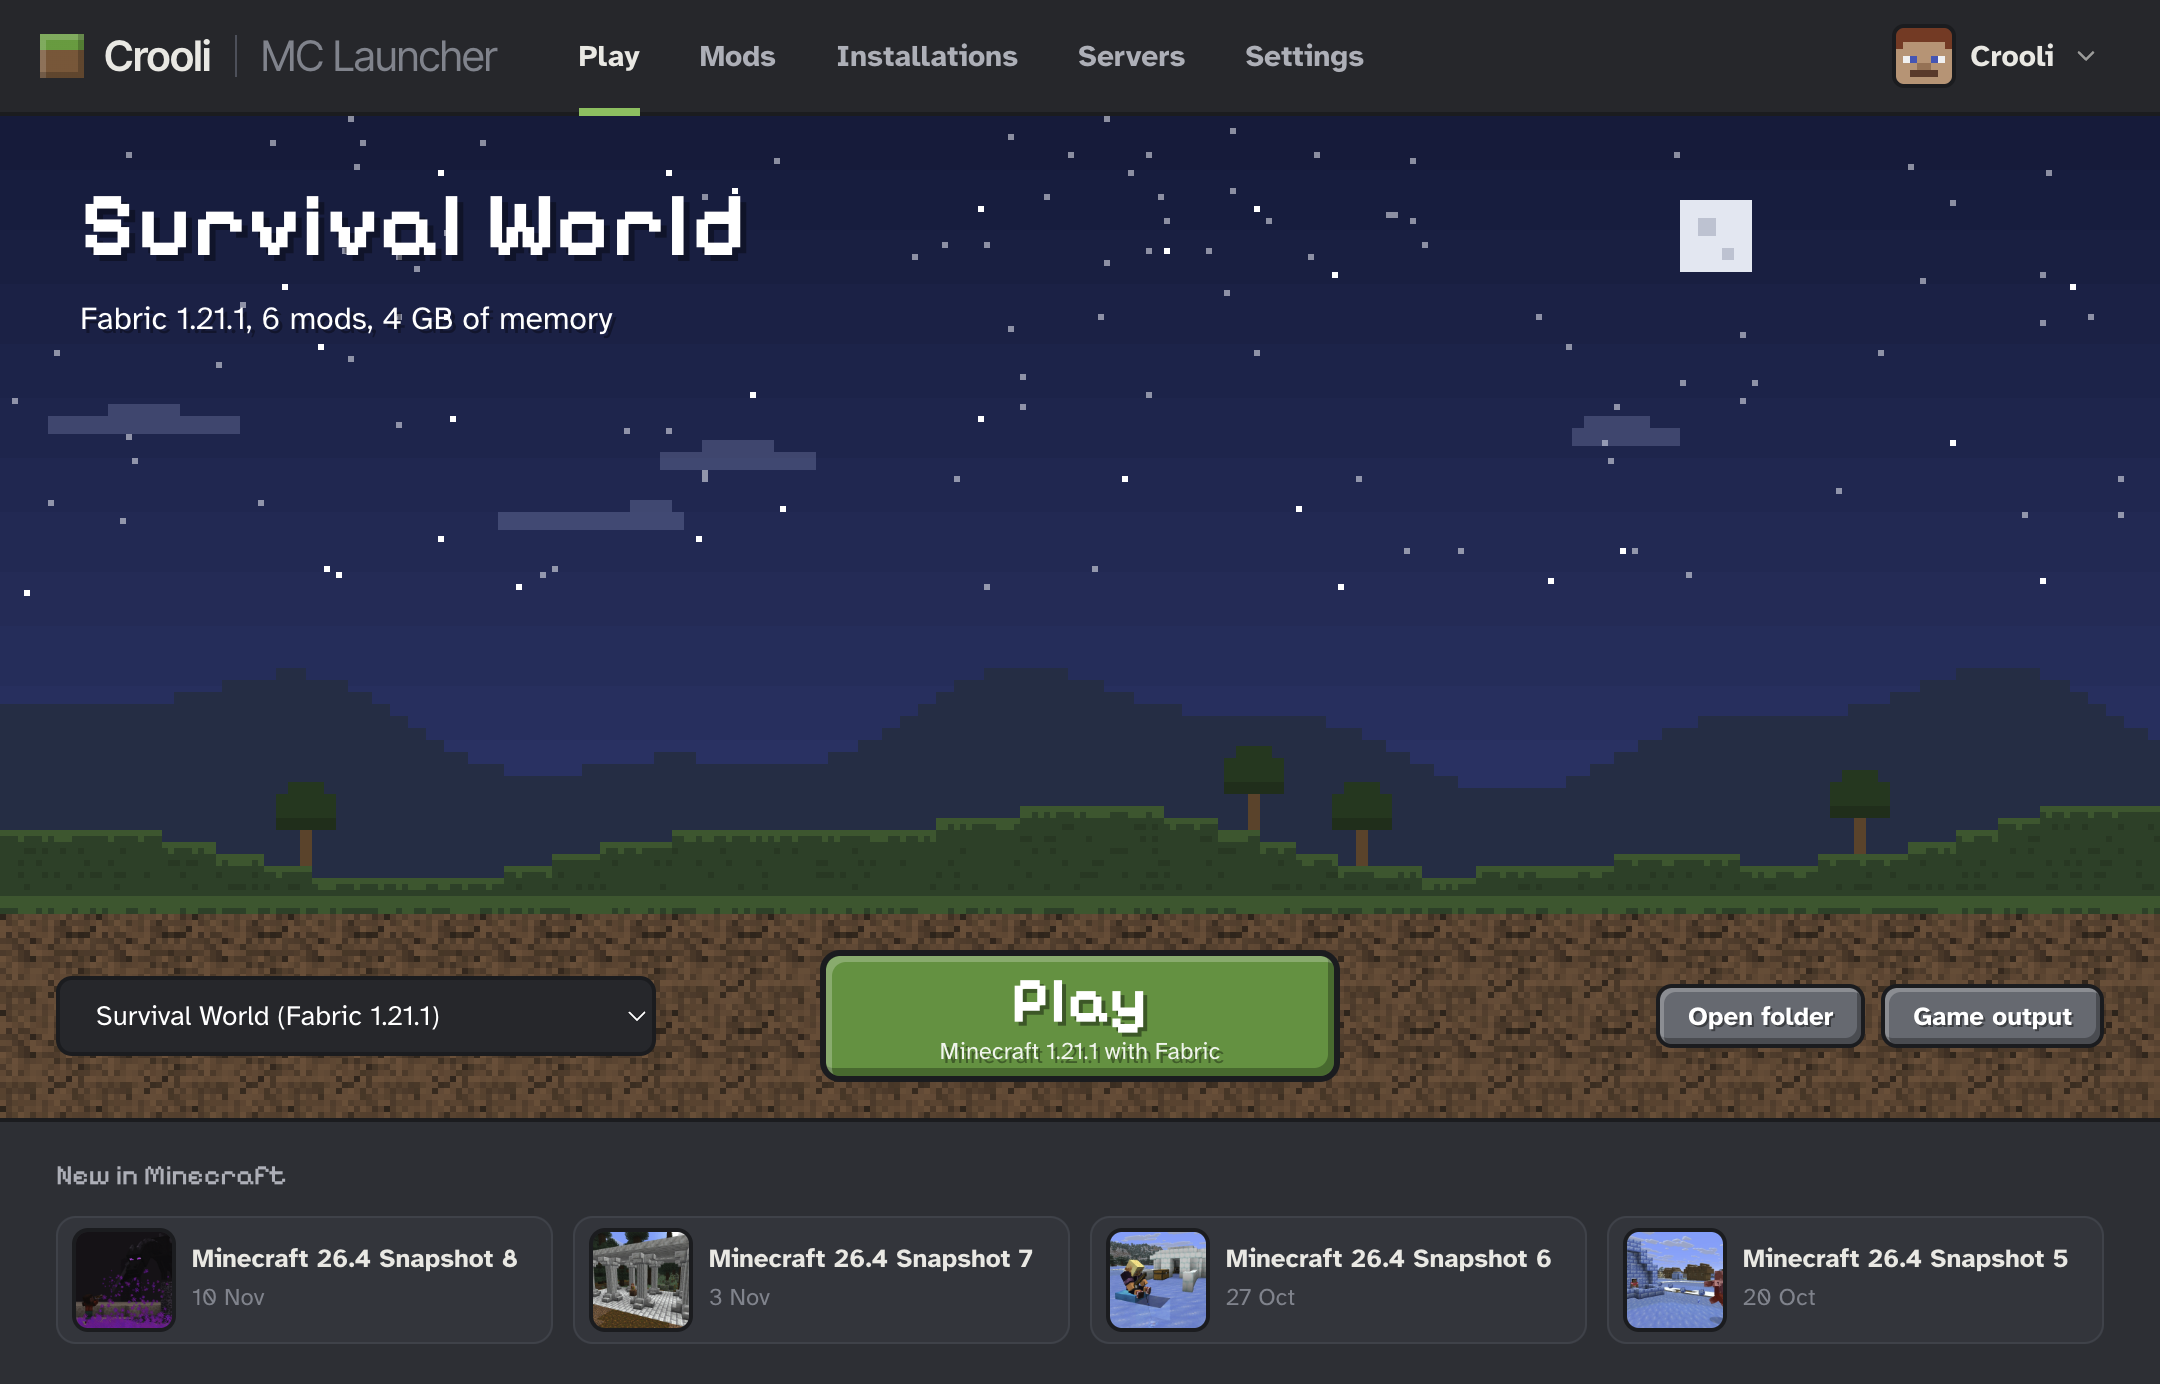 Crooli MC Launcher Play Mods Installations Servers Settings Crooli
Survival World
Fabric 1.21.1, 6 mods, 4 GB of memory
Survival World (Fabric 1.21.1)
Play
Minecraft 1.21.1 with Fabric
Open folder
Game output
New in Minecraft
Minecraft 26.4 Snapshot 8
10 Nov
Minecraft 26.4 Snapshot 7
3 Nov
Minecraft 26.4 Snapshot 6
27 Oct
Minecraft 26.4 Snapshot 5
20 Oct